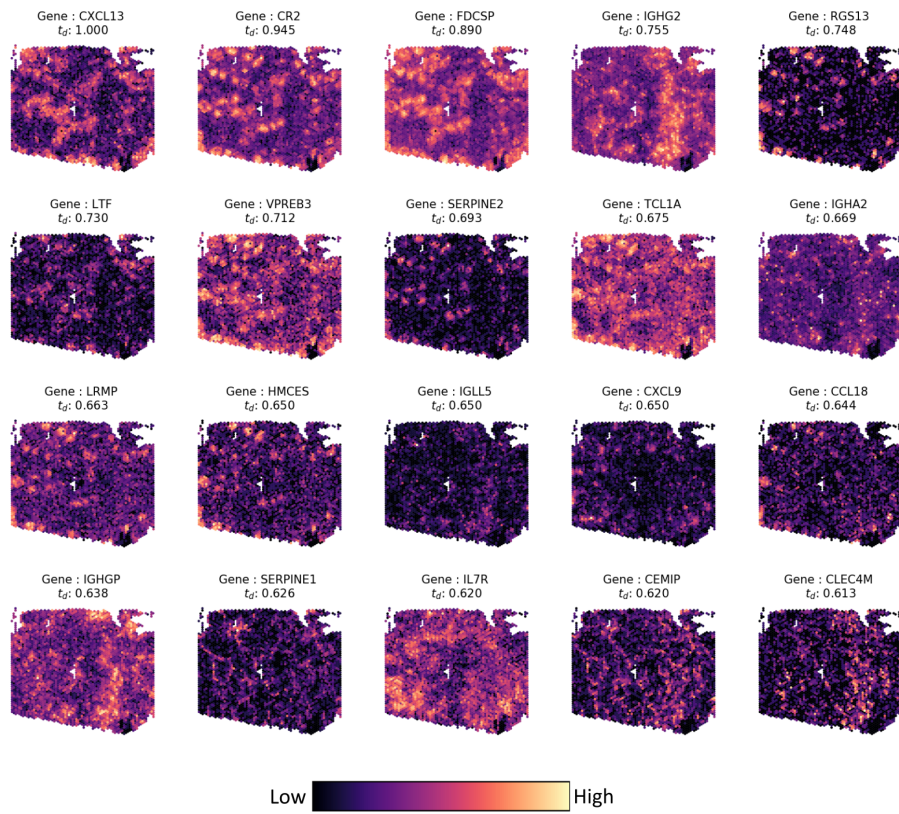 Gene : CXCL13
t_d: 1.000
Gene : CR2
t_d: 0.945
Gene : FDCSP
t_d: 0.890
Gene : IGHG2
t_d: 0.755
Gene : RGS13
t_d: 0.748
Gene : LTF
t_d: 0.730
Gene : VPREB3
t_d: 0.712
Gene : SERPINE2
t_d: 0.693
Gene : TCL1A
t_d: 0.675
Gene : IGHA2
t_d: 0.669
Gene : LRMP
t_d: 0.663
Gene : HMCES
t_d: 0.650
Gene : IGLL5
t_d: 0.650
Gene : CXCL9
t_d: 0.650
Gene : CCL18
t_d: 0.644
Gene : IGHGP
t_d: 0.638
Gene : SERPINE1
t_d: 0.626
Gene : IL7R
t_d: 0.620
Gene : CEMIP
t_d: 0.620
Gene : CLEC4M
t_d: 0.613
Low High